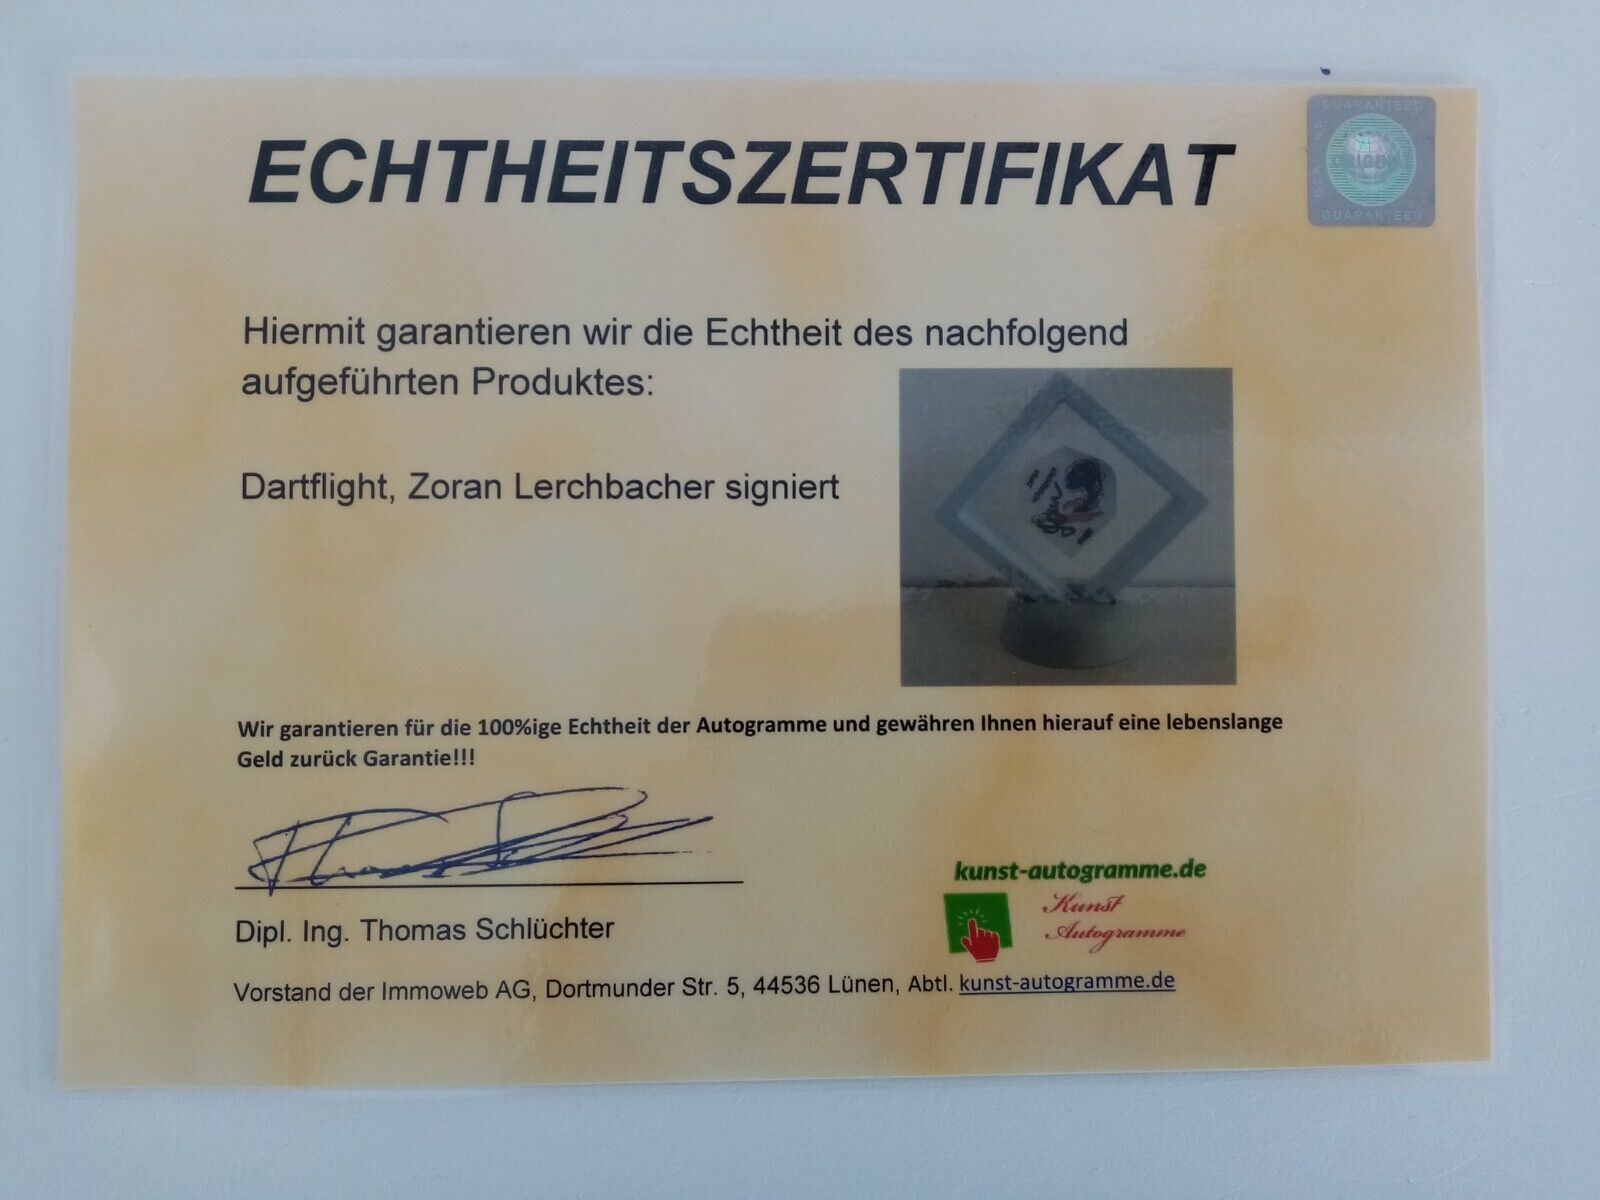 ECHTHEITSZERTIFIKAT
GUARANTEED
GUARANTEED
Hiermit garantieren wir die Echtheit des nachfolgend
aufgeführten Produktes:
Dartflight, Zoran Lerchbacher signiert
Wir garantieren für die 100%ige Echtheit der Autogramme und gewähren Ihnen hierauf eine lebenslange
Geld zurück Garantie!!!
kunst-autogramme.de
Kunst
Autogramme
Dipl. Ing. Thomas Schlüchter
Vorstand der Immoweb AG, Dortmunder Str. 5, 44536 Lünen, Abtl. kunst-autogramme.de